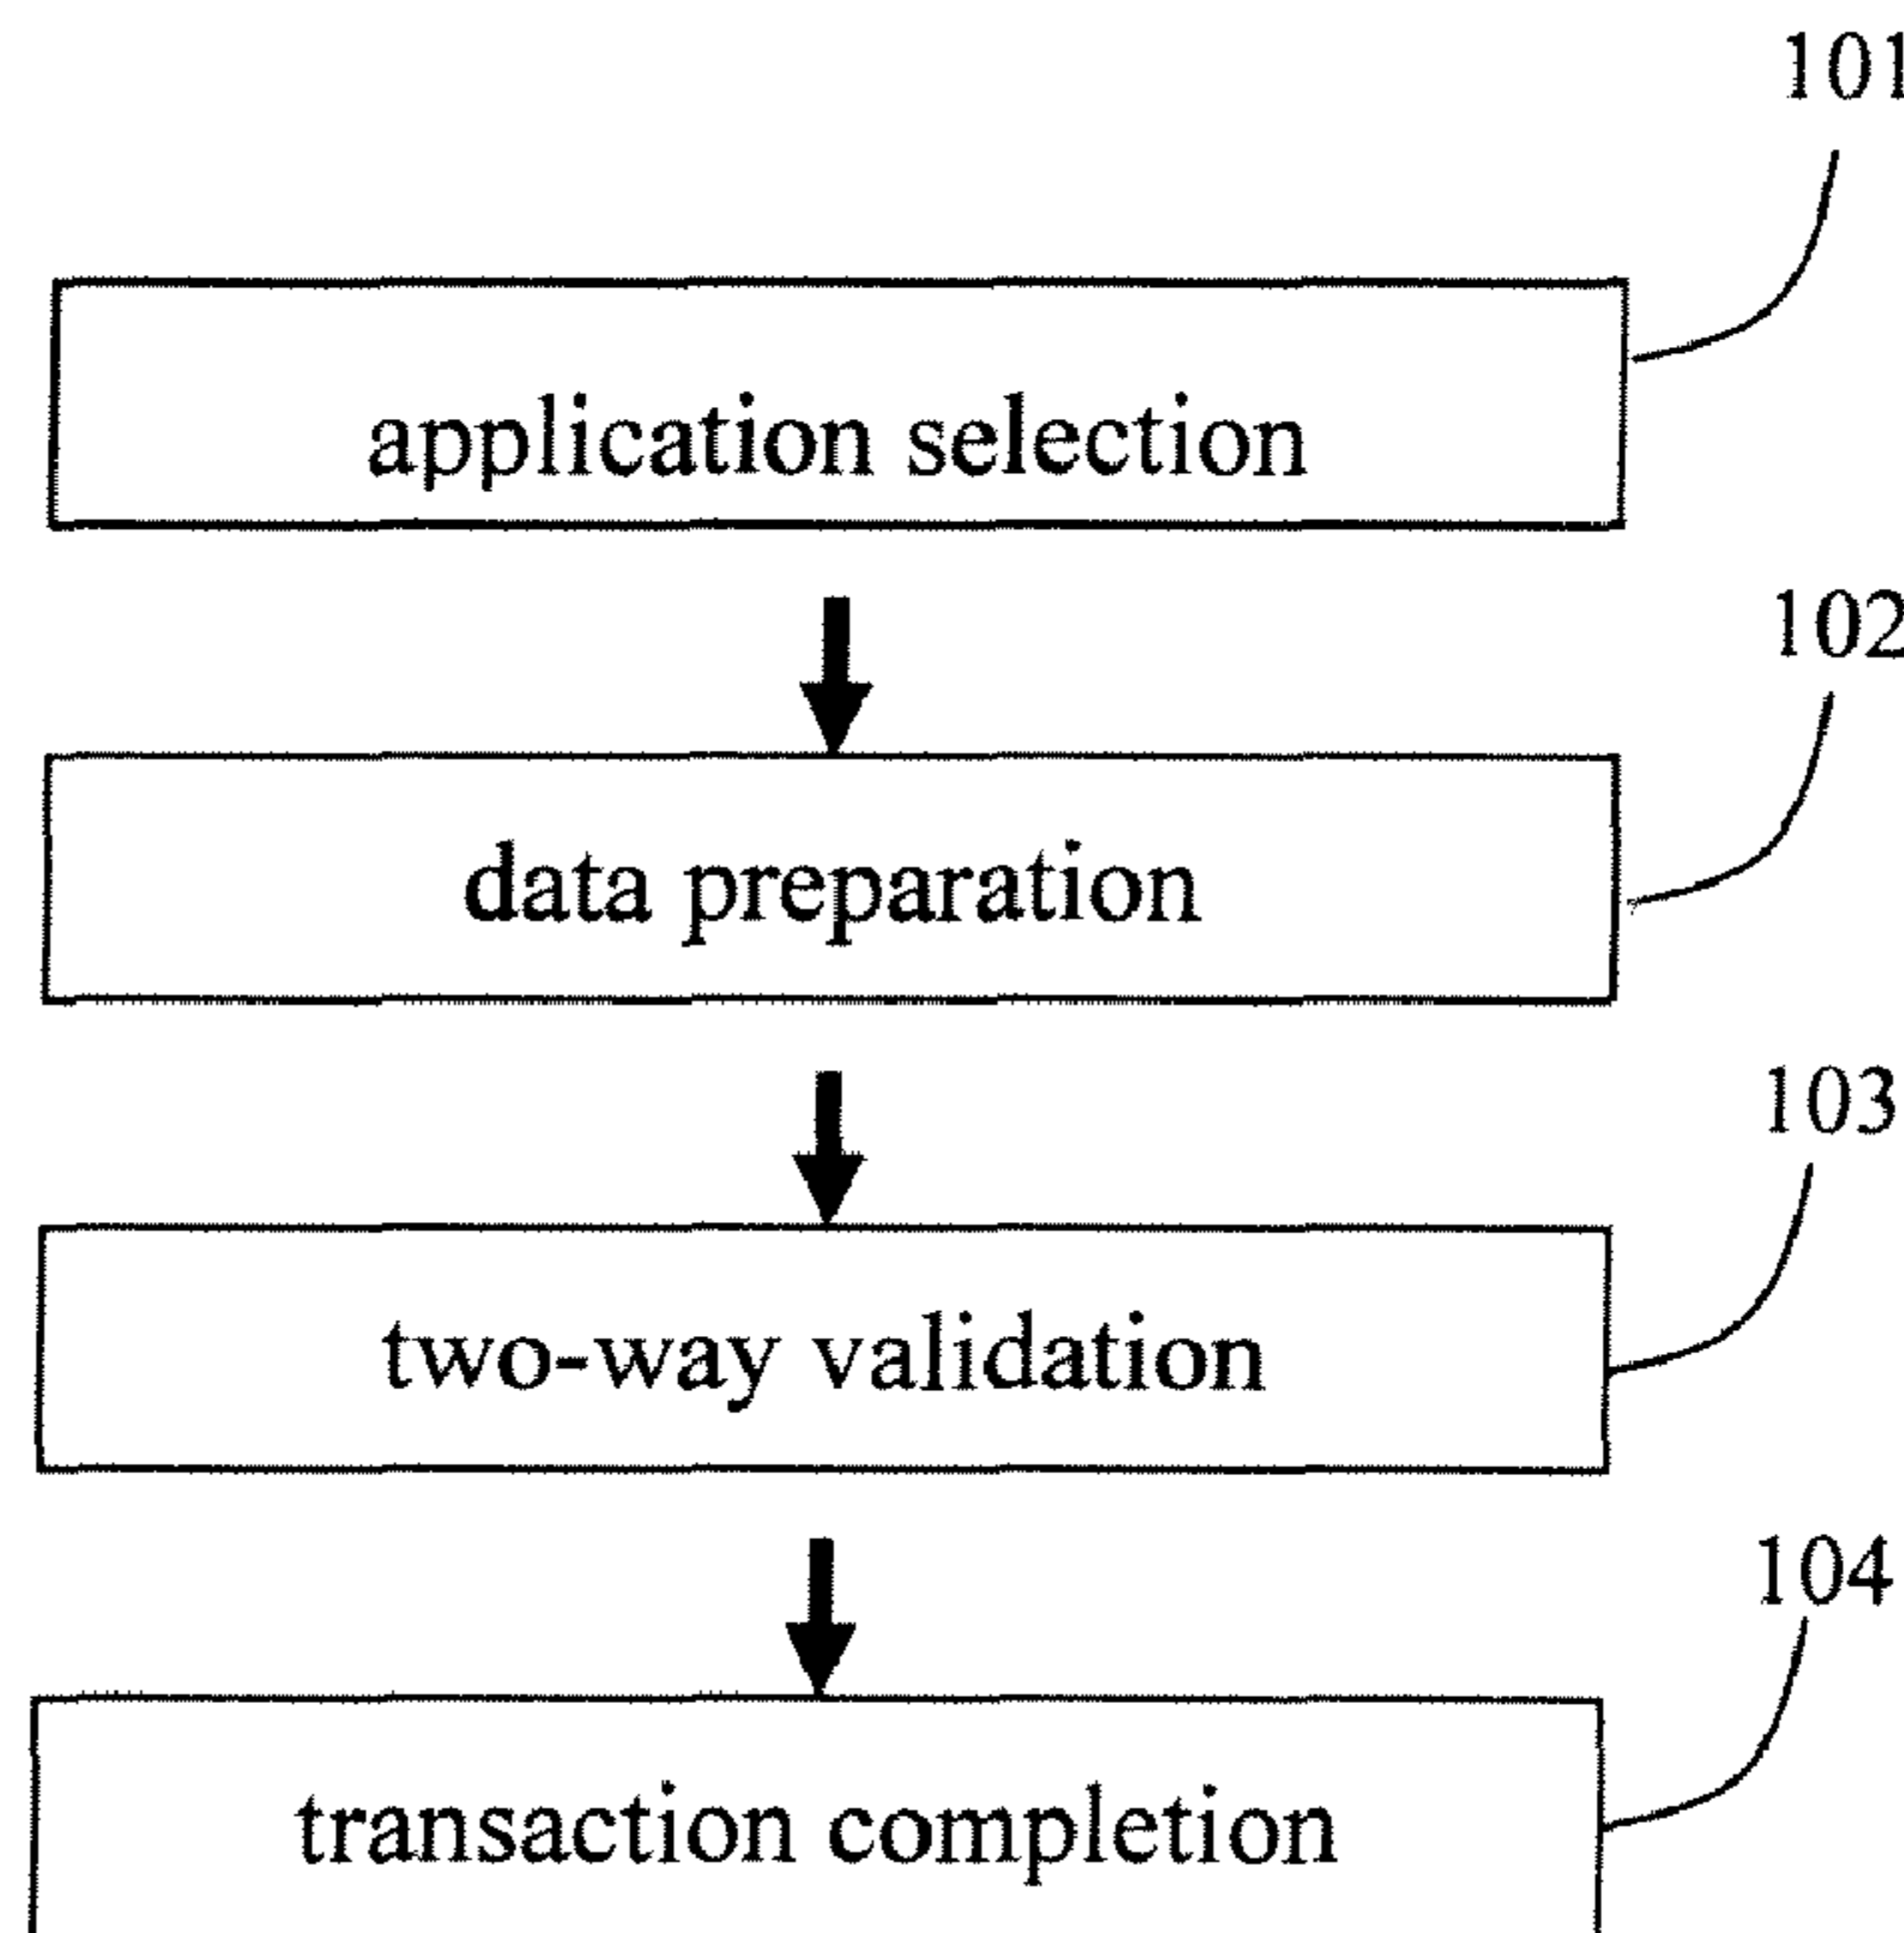 101
application selection
102
data preparation
103
two-way validation
104
transaction completion